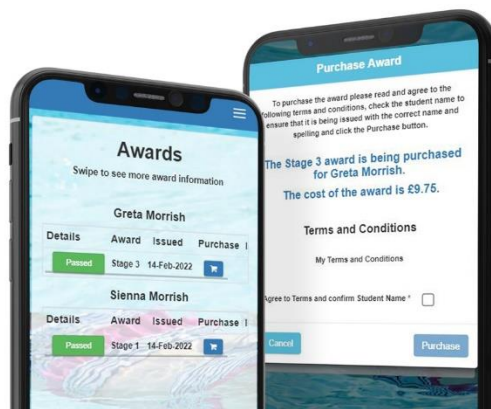 Awards
Swipe to see more award information
Greta Morrish
Details Award Issued Purchase
Passed Stage 3 14-Feb-2022
Sienna Morrish
Details Award Issued Purchase
Passed Stage 1 14-Feb-2022
Purchase Award
To purchase the award please read and agree to the
following terms and conditions, check the student name to
ensure that it is being issued with the correct name and
spelling and click the Purchase button.
The Stage 3 award is being purchased
for Greta Morrish.
The cost of the award is £9.75.
Terms and Conditions
My Terms and Conditions
Agree to Terms and confirm Student Name *
Cancel
Purchase